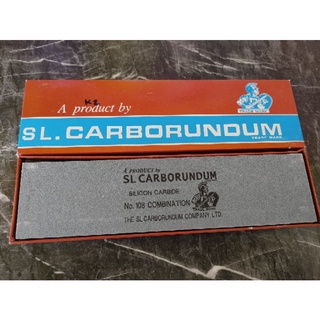 KS
A product by
SL. CARBORUNDUM
TRADE MARK
A PRODUCT by
SL CARBORUNDUM
SILICON CARBIDE
No. 108 COMBINATION
THE SL CARBORUNDUM COMPANY LTD.